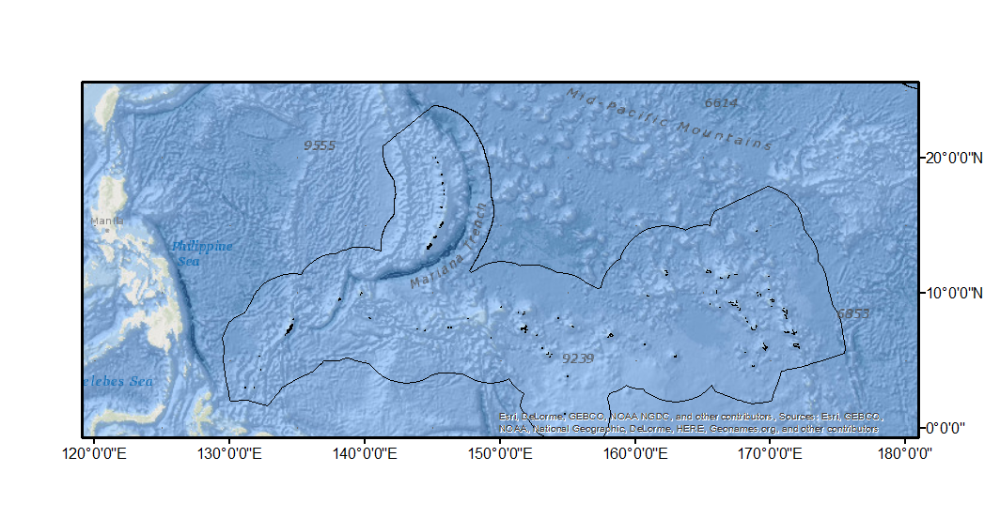 Mid-Pacific Mountains
6614
9555
20°0'0"N
Manila
Mariana Trench
Philippine
Sea
10°0'0"N
6853
9239
elebes Sea
Esri, DeLorme, GEBCO, NOAA NGDC, and other contributors, Sources: Esri, GEBCO,
NOAA, National Geographic, DeLorme, HERE, Geonames.org, and other contributors
0°0'0"
120°0'0"E 130°0'0"E 140°0'0"E 150°0'0"E 160°0'0"E 170°0'0"E 180°0'0"